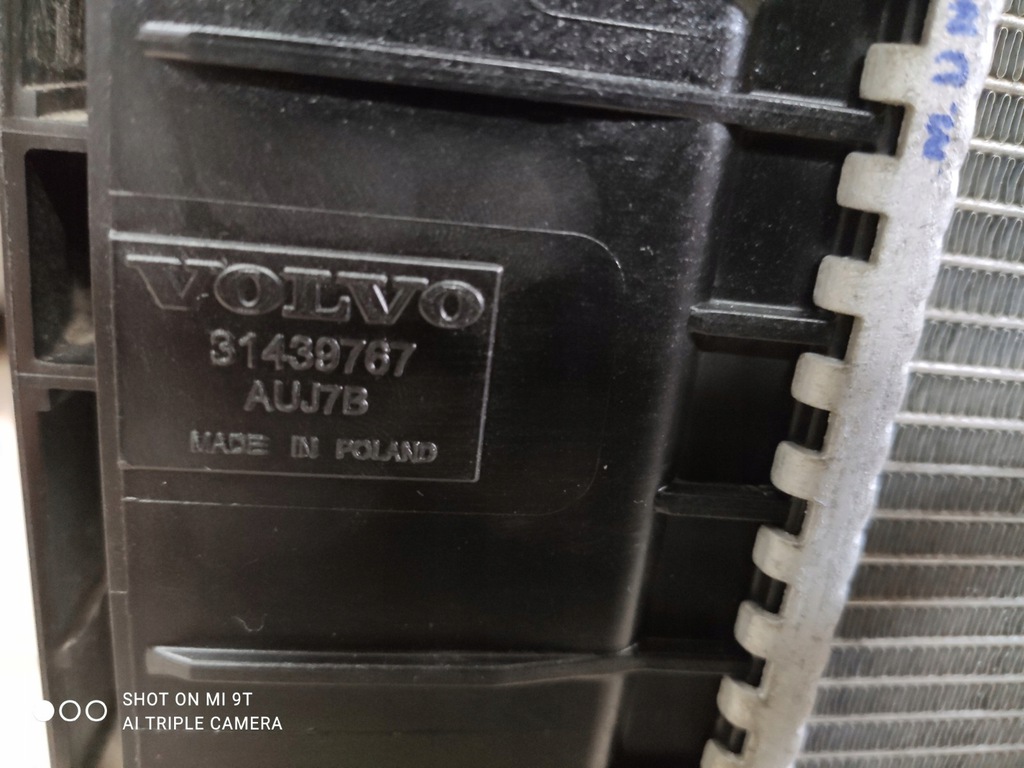 VOLVO
31439767
AUJ7B
MADE IN POLAND
SHOT ON MI 9T
AI TRIPLE CAMERA